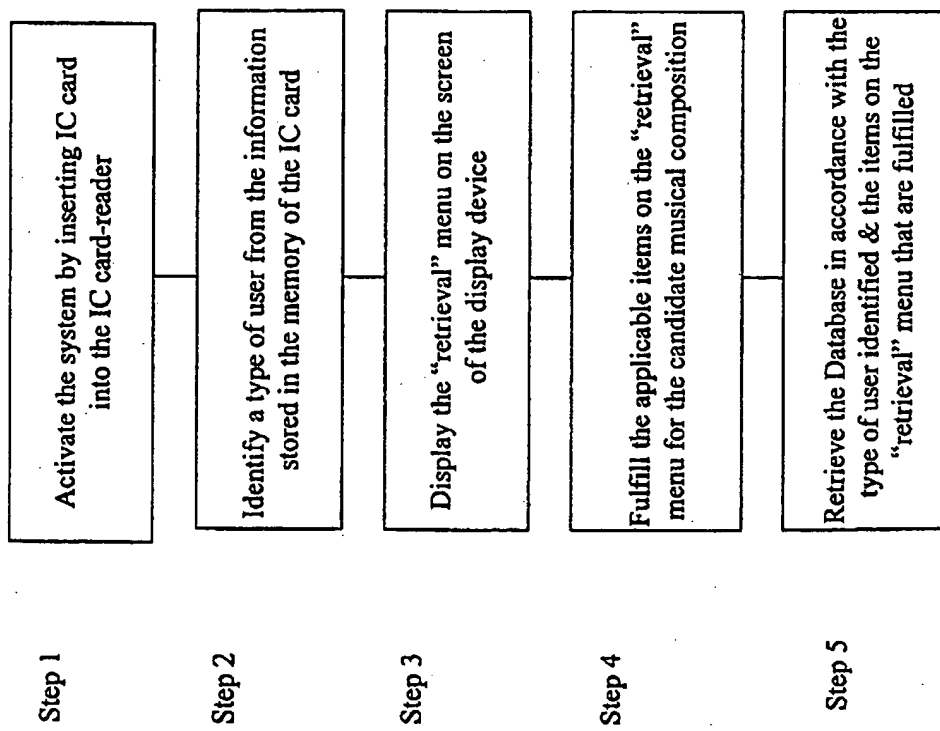 Step 1
Activate the system by inserting IC card
into the IC card-reader
Step 2
Identify a type of user from the information
stored in the memory of the IC card
Step 3
Display the “retrieval” menu on the screen
of the display device
Step 4
Fulfill the applicable items on the “retrieval”
menu for the candidate musical composition
Step 5
Retrieve the Database in accordance with the
type of user identified & the items on the
“retrieval” menu that are fulfilled